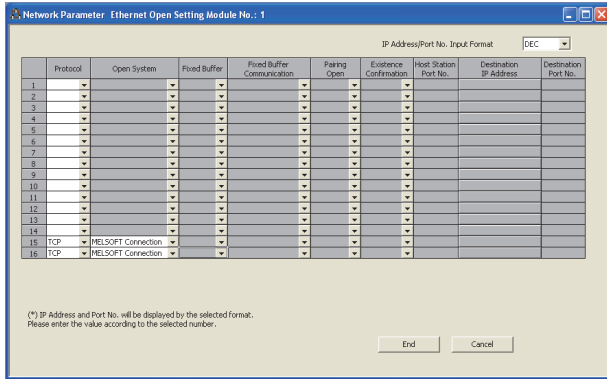 Network Parameter Ethernet Open Setting Module No.: 1
IP Address/Port No. Input Format DEC
Protocol Open System Fixed Buffer Fixed Buffer Communication Pairing Open Existence Confirmation Host Station Port No. Destination IP Address Destination Port No.
1
2
3
4
5
6
7
8
9
10
11
12
13
14
15 TCP MELSOFT Connection
16 TCP MELSOFT Connection
(*) IP Address and Port No. will be displayed by the selected format.
Please enter the value according to the selected number.
End Cancel